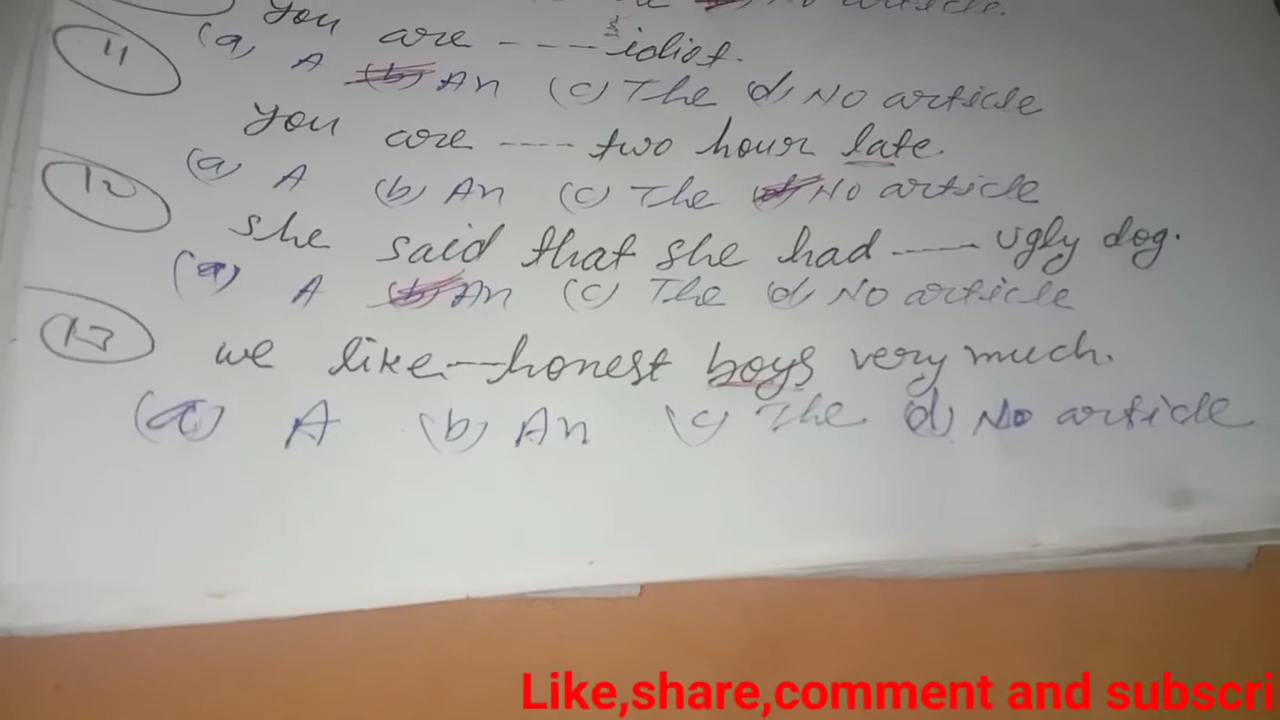 No article.
You are ---- idiot.
(a) A (b) An (c) The (d) No article
11 You are ---- two hour late.
(a) A (b) An (c) The (d) No article
12 She said that she had ---- ugly dog.
(a) A (b) An (c) The (d) No article
13 we like ---- honest boys very much.
(a) A (b) An (c) The (d) No article
Like,share,comment and subscri